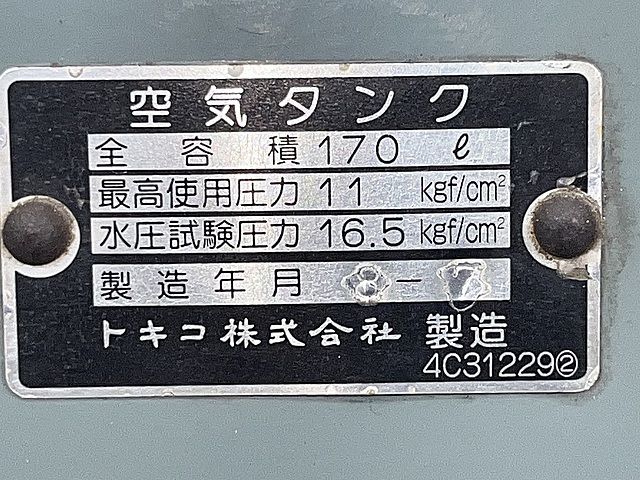 空気タンク
全容積 170 ℓ
最高使用圧力 11 kgf/cm²
水圧試験圧力 16.5 kgf/cm²
製造年月 8-
トキコ株式会社 製造
4C31229②